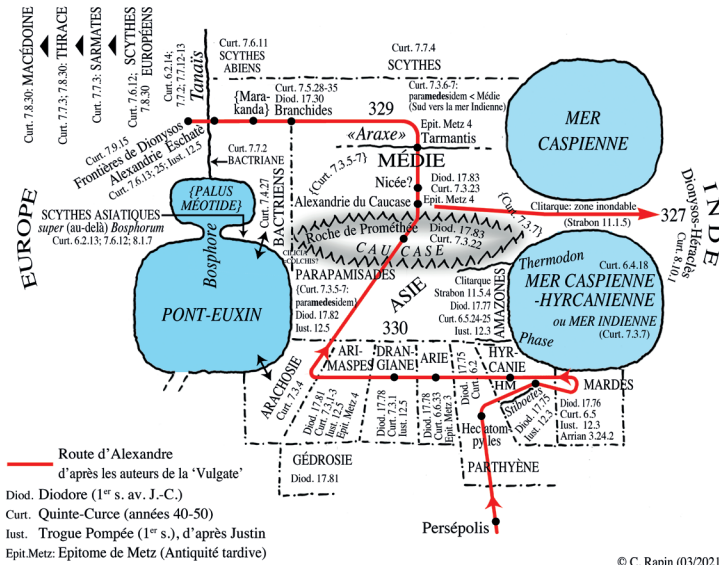 Curt. 7.8.30: MACÉDOINE
Curt. 7.7.3; 7.8.30: THRACE
Curt. 7.7.3: SARMATES
Curt. 7.6.12; SCYTHES
7.8.30 EUROPÉENS
6.2.14;
7.7.2; 7.7.12-13
Tanaïs
Curt. 7.6.11
SCYTHES
ABIENS
Curt. 7.7.4
SCYTHES
Curt. 7.9.15
Frontières de Dionysos
Alexandrie Eschatè
Curt. 7.6.13; 25; Iust. 12.5
{Mara-
kanda}
Curt. 7.5.28-35
Diod. 17.30
Branchides
329
Curt. 7.3.6-7:
paramedesidem < Médie
(Sud vers la mer Indienne)
Epit. Metz 4
Tarmantis
«Araxe»
MÉDIE
{Curt. 7.3.5-7}
Nicée?
Diod. 17.83
Curt. 7.3.23
Alexandrie du Caucase
Epit. Metz 4
MER
CASPIENNE
Clitarque: zone inondable
(Strabon 11.1.5)
{Curt. 7.3.7}
327
INDE
Dionysos-Héraclès
Curt. 8.10.1
Curt. 7.7.2
BACTRIANE
Curt. 7.4.27
BACTRIENS
{PALUS
MÉOTIDE}
EUROPE
SCYTHES ASIATIQUES
super (au-delà) Bosphorum
Curt. 6.2.13; 7.6.12; 8.1.7
Bosphore
PONT-EUXIN
Roche de Prométhée
Diod. 17.83
Curt. 7.3.22
CAUCASE
PARAPAMISADES
{Curt. 7.3.5-7:
paramedesidem}
Diod. 17.82
Iust. 12.5
ASIE
330
Clitarque
Strabon 11.5.4
Diod. 17.77
Curt. 6.5.24-25
Iust. 12.3
AMAZONES
Thermodon
Curt. 6.4.18
MER CASPIENNE
-HYRCANIENNE
ou MER INDIENNE
(Curt. 7.3.7)
Phase
ARACHOSIE
Curt. 7.3.4
ARI-
MASPES
DRAN-
GIANE
ARIE
HYR-
CANIE
HM
MARDES
Diod. 17.81
Curt. 7.3.1-3
Iust. 12.5
Epit. Metz 4
Diod. 17.78
Curt. 7.3.1
Iust. 12.5
Diod. 17.78
Curt. 6.6.33
Epit. Metz 3
Diod. 17.75
Curt. 6.2
Stiboetes
Diod. 17.75
Iust. 12.3
Diod. 17.76
Curt. 6.5
Iust. 12.3
Arrian 3.24.2
Hecatom
pyles
PARTHYÈNE
GÉDROSIE
Diod. 17.81
Persépolis
Route d'Alexandre
d'après les auteurs de la 'Vulgate'
Diod. Diodore (1er s. av. J.-C.)
Curt. Quinte-Curce (années 40-50)
Iust. Trogue Pompée (1er s.), d'après Justin
Epit.Metz: Epitome de Metz (Antiquité tardive)
© C. Rapin (03/2021